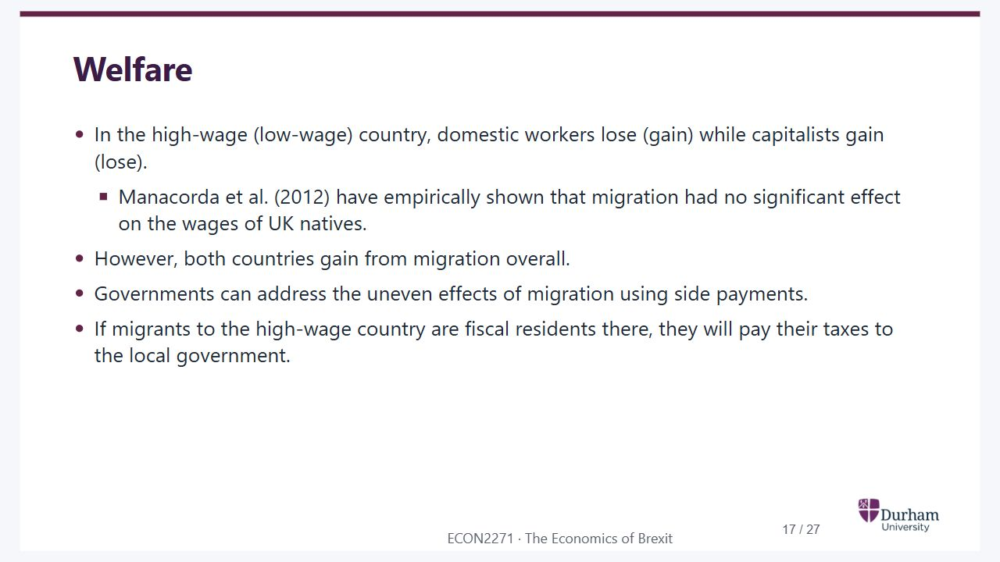 Welfare
• In the high-wage (low-wage) country, domestic workers lose (gain) while capitalists gain
(lose).
▪ Manacorda et al. (2012) have empirically shown that migration had no significant effect
on the wages of UK natives.
• However, both countries gain from migration overall.
• Governments can address the uneven effects of migration using side payments.
• If migrants to the high-wage country are fiscal residents there, they will pay their taxes to
the local government.
ECON2271 · The Economics of Brexit
17 / 27
Durham
University